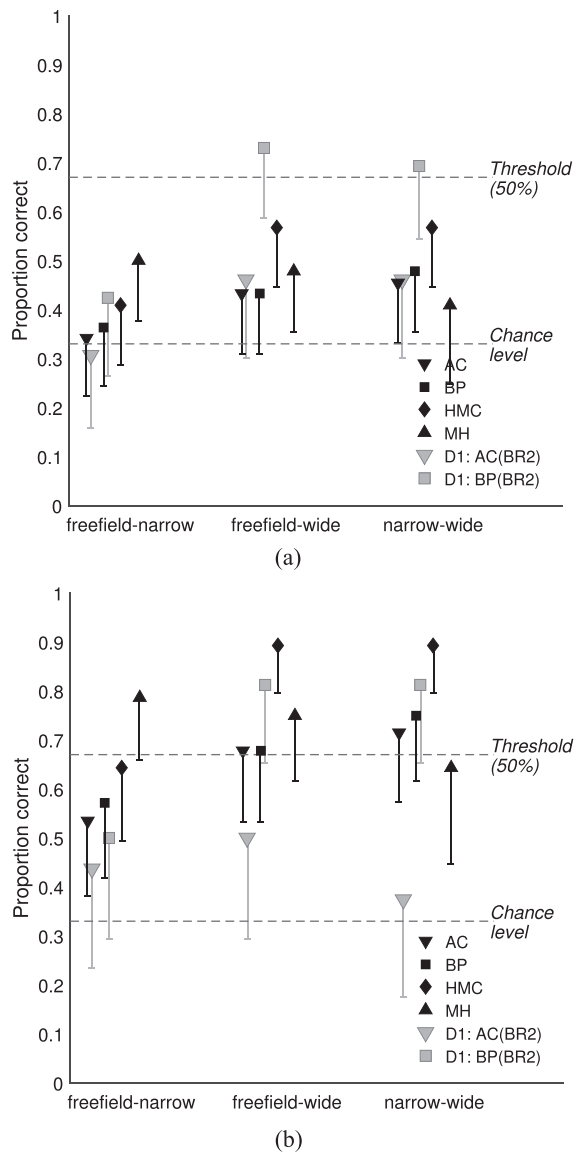 1
0.9
0.8
0.7
0.6
0.5
0.4
0.3
0.2
0.1
0
Proportion correct
Threshold
(50%)
Chance
level
AC
BP
HMC
MH
D1: AC(BR2)
D1: BP(BR2)
freefield-narrow freefield-wide narrow-wide
(a)
1
0.9
0.8
0.7
0.6
0.5
0.4
0.3
0.2
0.1
0
Proportion correct
Threshold
(50%)
Chance
level
AC
BP
HMC
MH
D1: AC(BR2)
D1: BP(BR2)
freefield-narrow freefield-wide narrow-wide
(b)